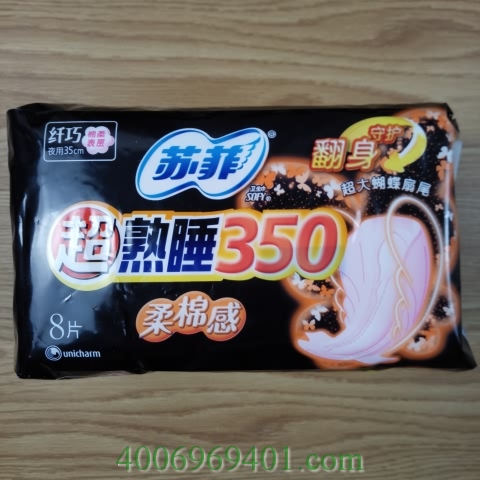 纤巧
夜用35cm
棉柔
表层
苏菲
®
卫生巾
SOFY®
守护
翻身
超大蝴蝶扇尾
超熟睡350
柔棉感
8片
unicharm
4006969401.com